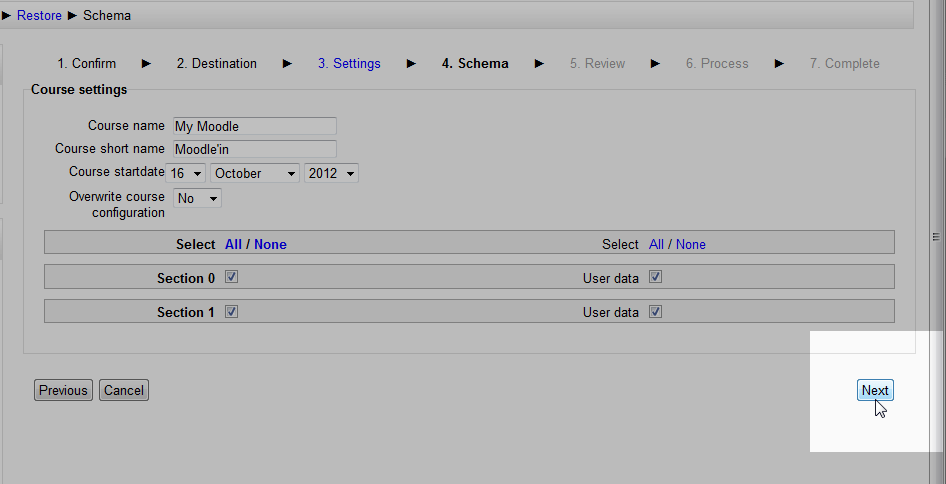 ► Restore ► Schema
1. Confirm ► 2. Destination ► 3. Settings ► 4. Schema ► 5. Review ► 6. Process ► 7. Complete
Course settings
Course name My Moodle
Course short name Moodle'in
Course startdate 16 October 2012
Overwrite course configuration No
Select All / None Select All / None
Section 0 User data
Section 1 User data
Previous Cancel Next